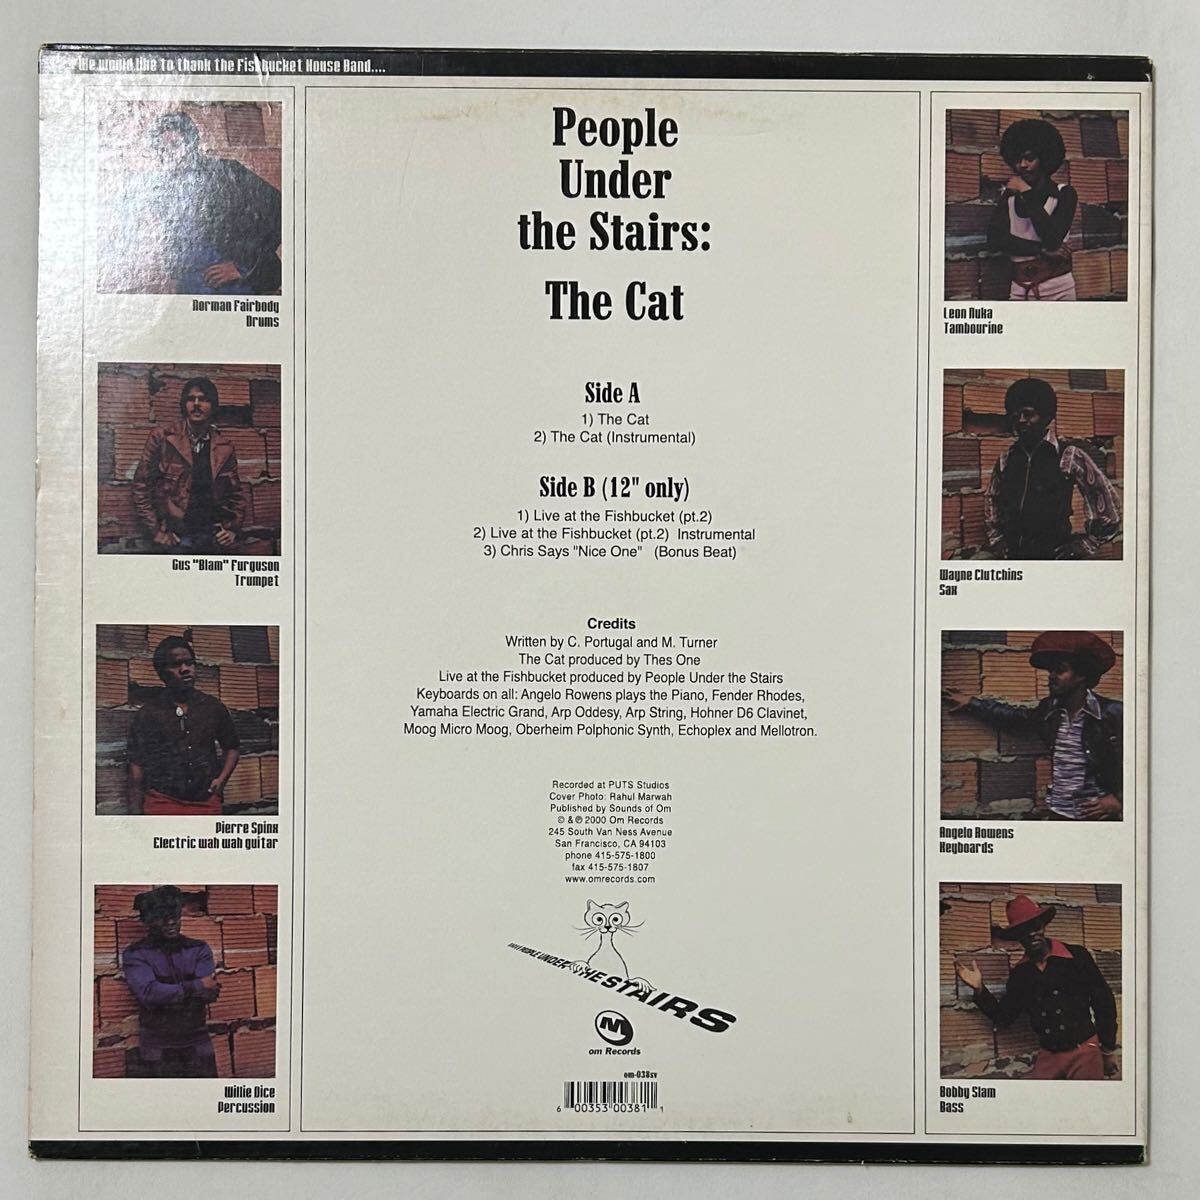 We would like to thank the Fishbucket House Band....
Norman Fairbody
Drums
Gus "Blam" Furguson
Trumpet
Pierre Spinx
Electric wah wah guitar
Willie Dice
Percussion
People
Under
the Stairs:
The Cat
Side A
1) The Cat
2) The Cat (Instrumental)
Side B (12" only)
1) Live at the Fishbucket (pt.2)
2) Live at the Fishbucket (pt.2) Instrumental
3) Chris Says "Nice One" (Bonus Beat)
Credits
Written by C. Portugal and M. Turner
The Cat produced by Thes One
Live at the Fishbucket produced by People Under the Stairs
Keyboards on all: Angelo Rowens plays the Piano, Fender Rhodes,
Yamaha Electric Grand, Arp Oddesy, Arp String, Hohner D6 Clavinet,
Moog Micro Moog, Oberheim Polphonic Synth, Echoplex and Mellotron.
Recorded at PUTS Studios
Cover Photo: Rahul Marwah
Published by Sounds of Om
© & ℗ 2000 Om Records
245 South Van Ness Avenue
San Francisco, CA 94103
phone 415-575-1800
fax 415-575-1807
www.omrecords.com
PEOPLE UNDER THE STAIRS
om Records
om-038sv
6 00353 00381 1
Leon Nuka
Tambourine
Wayne Clutchins
Sax
Angelo Rowens
Keyboards
Bobby Slam
Bass